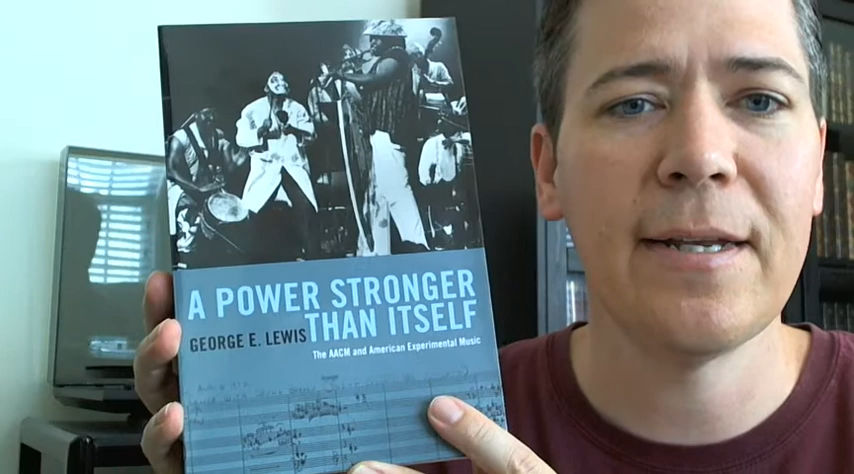 A POWER STRONGER
GEORGE E. LEWIS THAN ITSELF
The AACM and American Experimental Music